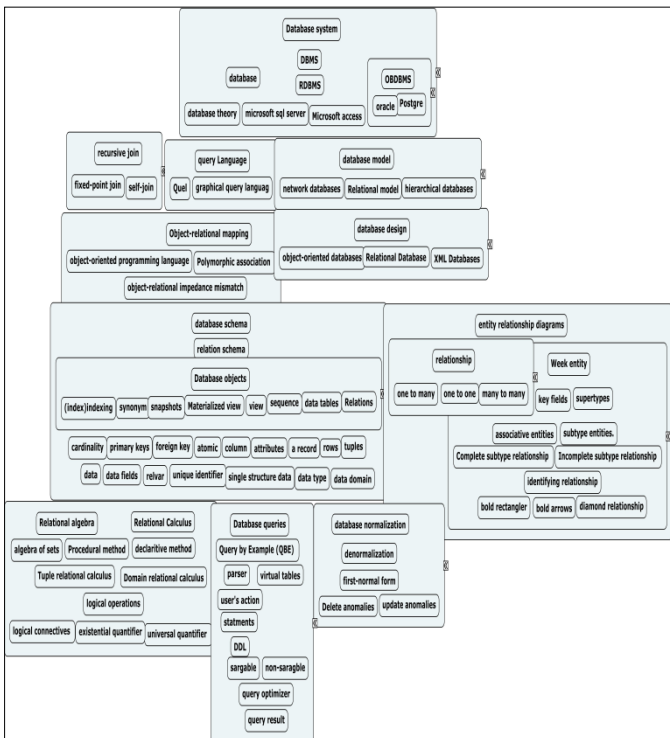 Database system
DBMS
OBDBMS
database
RDBMS
oracle Postgre
database theory microsoft sql server Microsoft access
recursive join
fixed-point join self-join
query Language
Quel graphical query languag
database model
network databases Relational model hierarchical databases
Object-relational mapping
object-oriented programming language Polymorphic association
object-relational impedance mismatch
database design
object-oriented databases Relational Database XML Databases
database schema
relation schema
Database objects
(index)indexing synonym snapshots Materialized view view sequence data tables Relations
cardinality primary keys foreign key atomic column attributes a record rows tuples
data data fields relvar unique identifier single structure data data type data domain
entity relationship diagrams
relationship
one to many one to one many to many
Week entity
key fields supertypes
associative entities subtype entities.
Complete subtype relationship Incomplete subtype relationship
identifying relationship
bold rectangler bold arrows diamond relationship
Relational algebra Relational Calculus
algebra of sets Procedural method declaritive method
Tuple relational calculus Domain relational calculus
logical operations
logical connectives existential quantifier universal quantifier
Database queries
Query by Example (QBE)
parser virtual tables
user's action
statments
DDL
sargable non-saragble
query optimizer
query result
database normalization
denormalization
first-normal form
Delete anomalies update anomalies